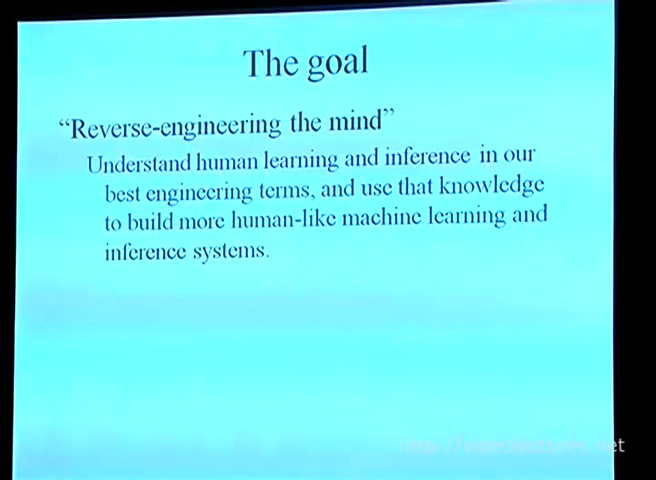 The goal
“Reverse-engineering the mind”
Understand human learning and inference in our
best engineering terms, and use that knowledge
to build more human-like machine learning and
inference systems.